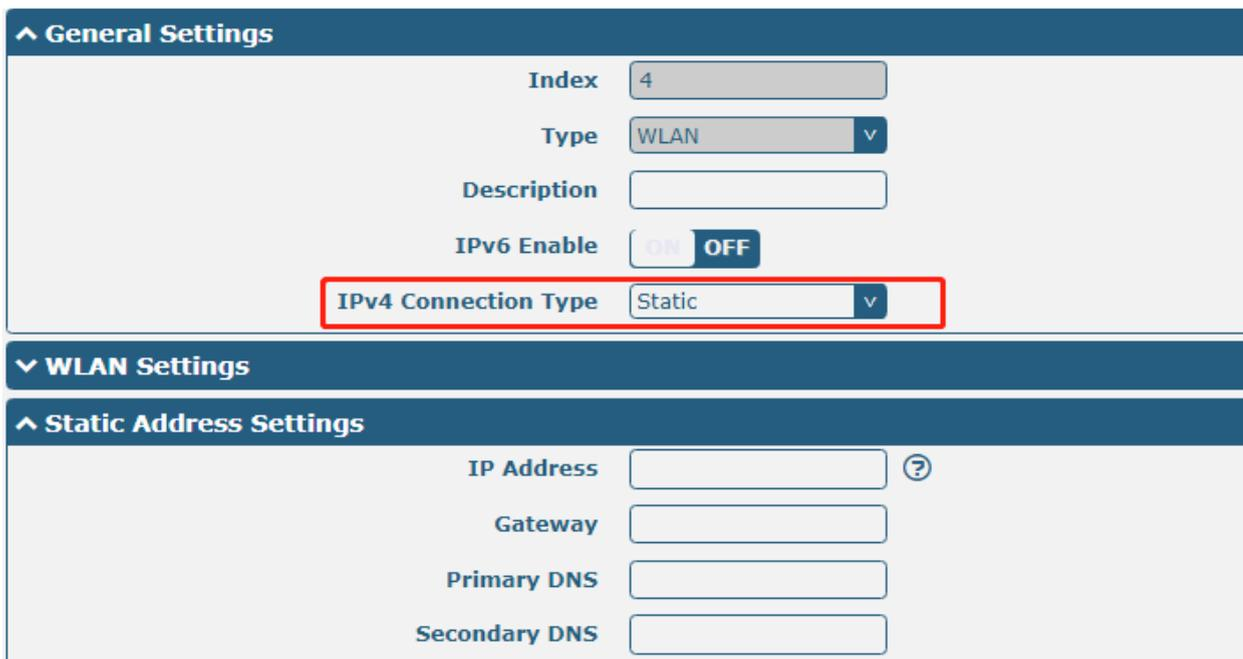 General Settings
Index 4
Type WLAN v
Description
IPv6 Enable ON OFF
IPv4 Connection Type Static v
WLAN Settings
Static Address Settings
IP Address ?
Gateway
Primary DNS
Secondary DNS